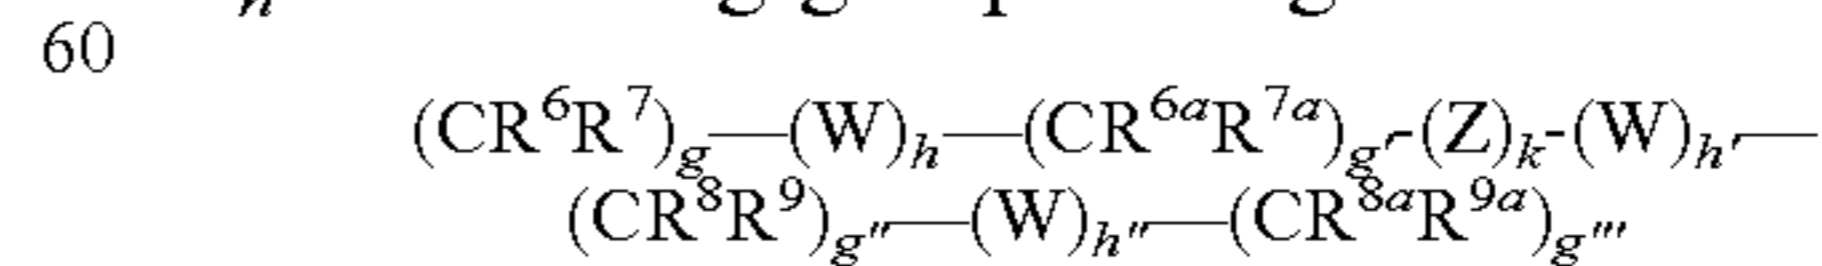 60
(CR⁶R⁷)g—(W)h—(CR⁶ᵃR⁷ᵃ)g′-(Z)k-(W)h′—
(CR⁸R⁹)g″—(W)h″—(CR⁸ᵃR⁹ᵃ)g‴